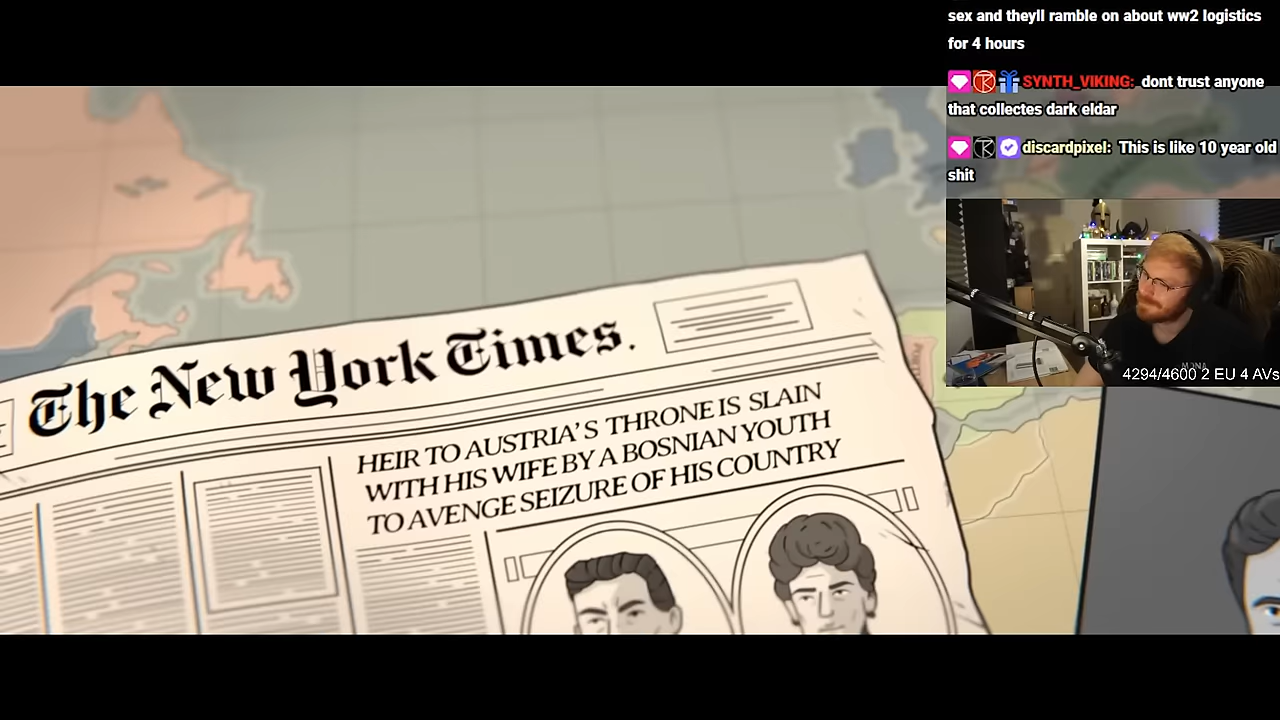 sex and theyll ramble on about ww2 logistics
for 4 hours
SYNTH_VIKING: dont trust anyone
that collectes dark eldar
discardpixel: This is like 10 year old
shit
4294/4600 2 EU 4 AVs
The New York Times.
HEIR TO AUSTRIA'S THRONE IS SLAIN
WITH HIS WIFE BY A BOSNIAN YOUTH
TO AVENGE SEIZURE OF HIS COUNTRY